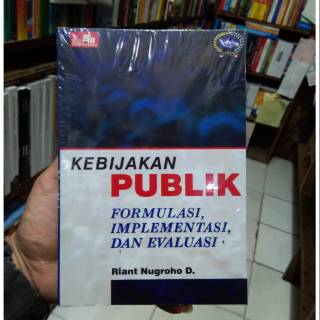 KEBIJAKAN
PUBLIK
FORMULASI,
IMPLEMENTASI,
DAN EVALUASI
Riant Nugroho D.